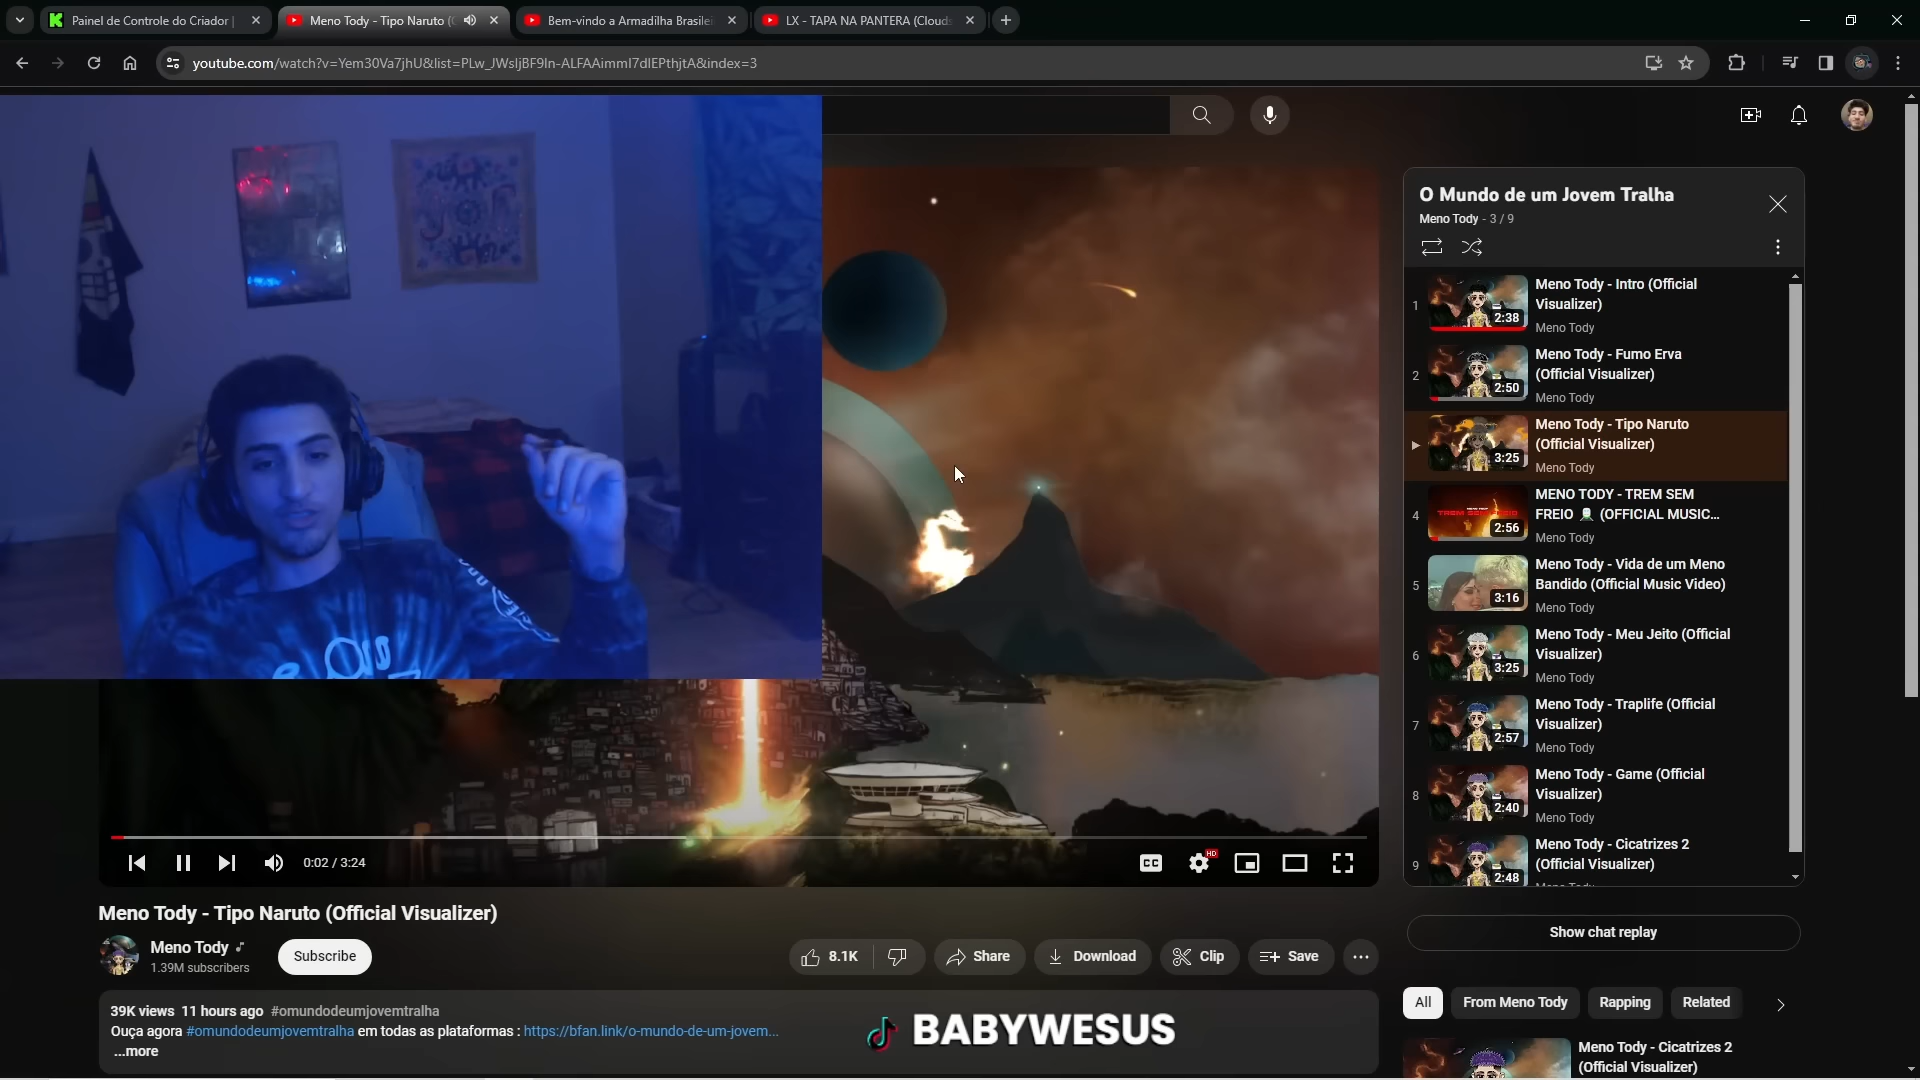 Painel de Controle do Criador |
Meno Tody - Tipo Naruto (
Bem-vindo a Armadilha Brasilei
LX - TAPA NA PANTERA (Clouds
youtube.com/watch?v=Yem30Va7jhU&list=PLw_JWsljBF9In-ALFAAimmI7dlEPthjtA&index=3
O Mundo de um Jovem Tralha
Meno Tody - 3 / 9
1
Meno Tody - Intro (Official
Visualizer)
2:38
Meno Tody
2
Meno Tody - Fumo Erva
(Official Visualizer)
2:50
Meno Tody
Meno Tody - Tipo Naruto
(Official Visualizer)
3:25
Meno Tody
4
MENO TODY - TREM SEM
FREIO (OFFICIAL MUSIC...
2:56
Meno Tody
5
Meno Tody - Vida de um Meno
Bandido (Official Music Video)
3:16
Meno Tody
6
Meno Tody - Meu Jeito (Official
Visualizer)
3:25
Meno Tody
7
Meno Tody - Traplife (Official
Visualizer)
2:57
Meno Tody
8
Meno Tody - Game (Official
Visualizer)
2:40
Meno Tody
9
Meno Tody - Cicatrizes 2
(Official Visualizer)
2:48
0:02 / 3:24
CC
HD
Meno Tody - Tipo Naruto (Official Visualizer)
Meno Tody
1.39M subscribers
Subscribe
8.1K
Share
Download
Clip
Save
Show chat replay
39K views 11 hours ago #omundodeumjovemtralha
Ouça agora #omundodeumjovemtralha em todas as plataformas : https://bfan.link/o-mundo-de-um-jovem...
...more
BABYWESUS
All
From Meno Tody
Rapping
Related
Meno Tody - Cicatrizes 2
(Official Visualizer)